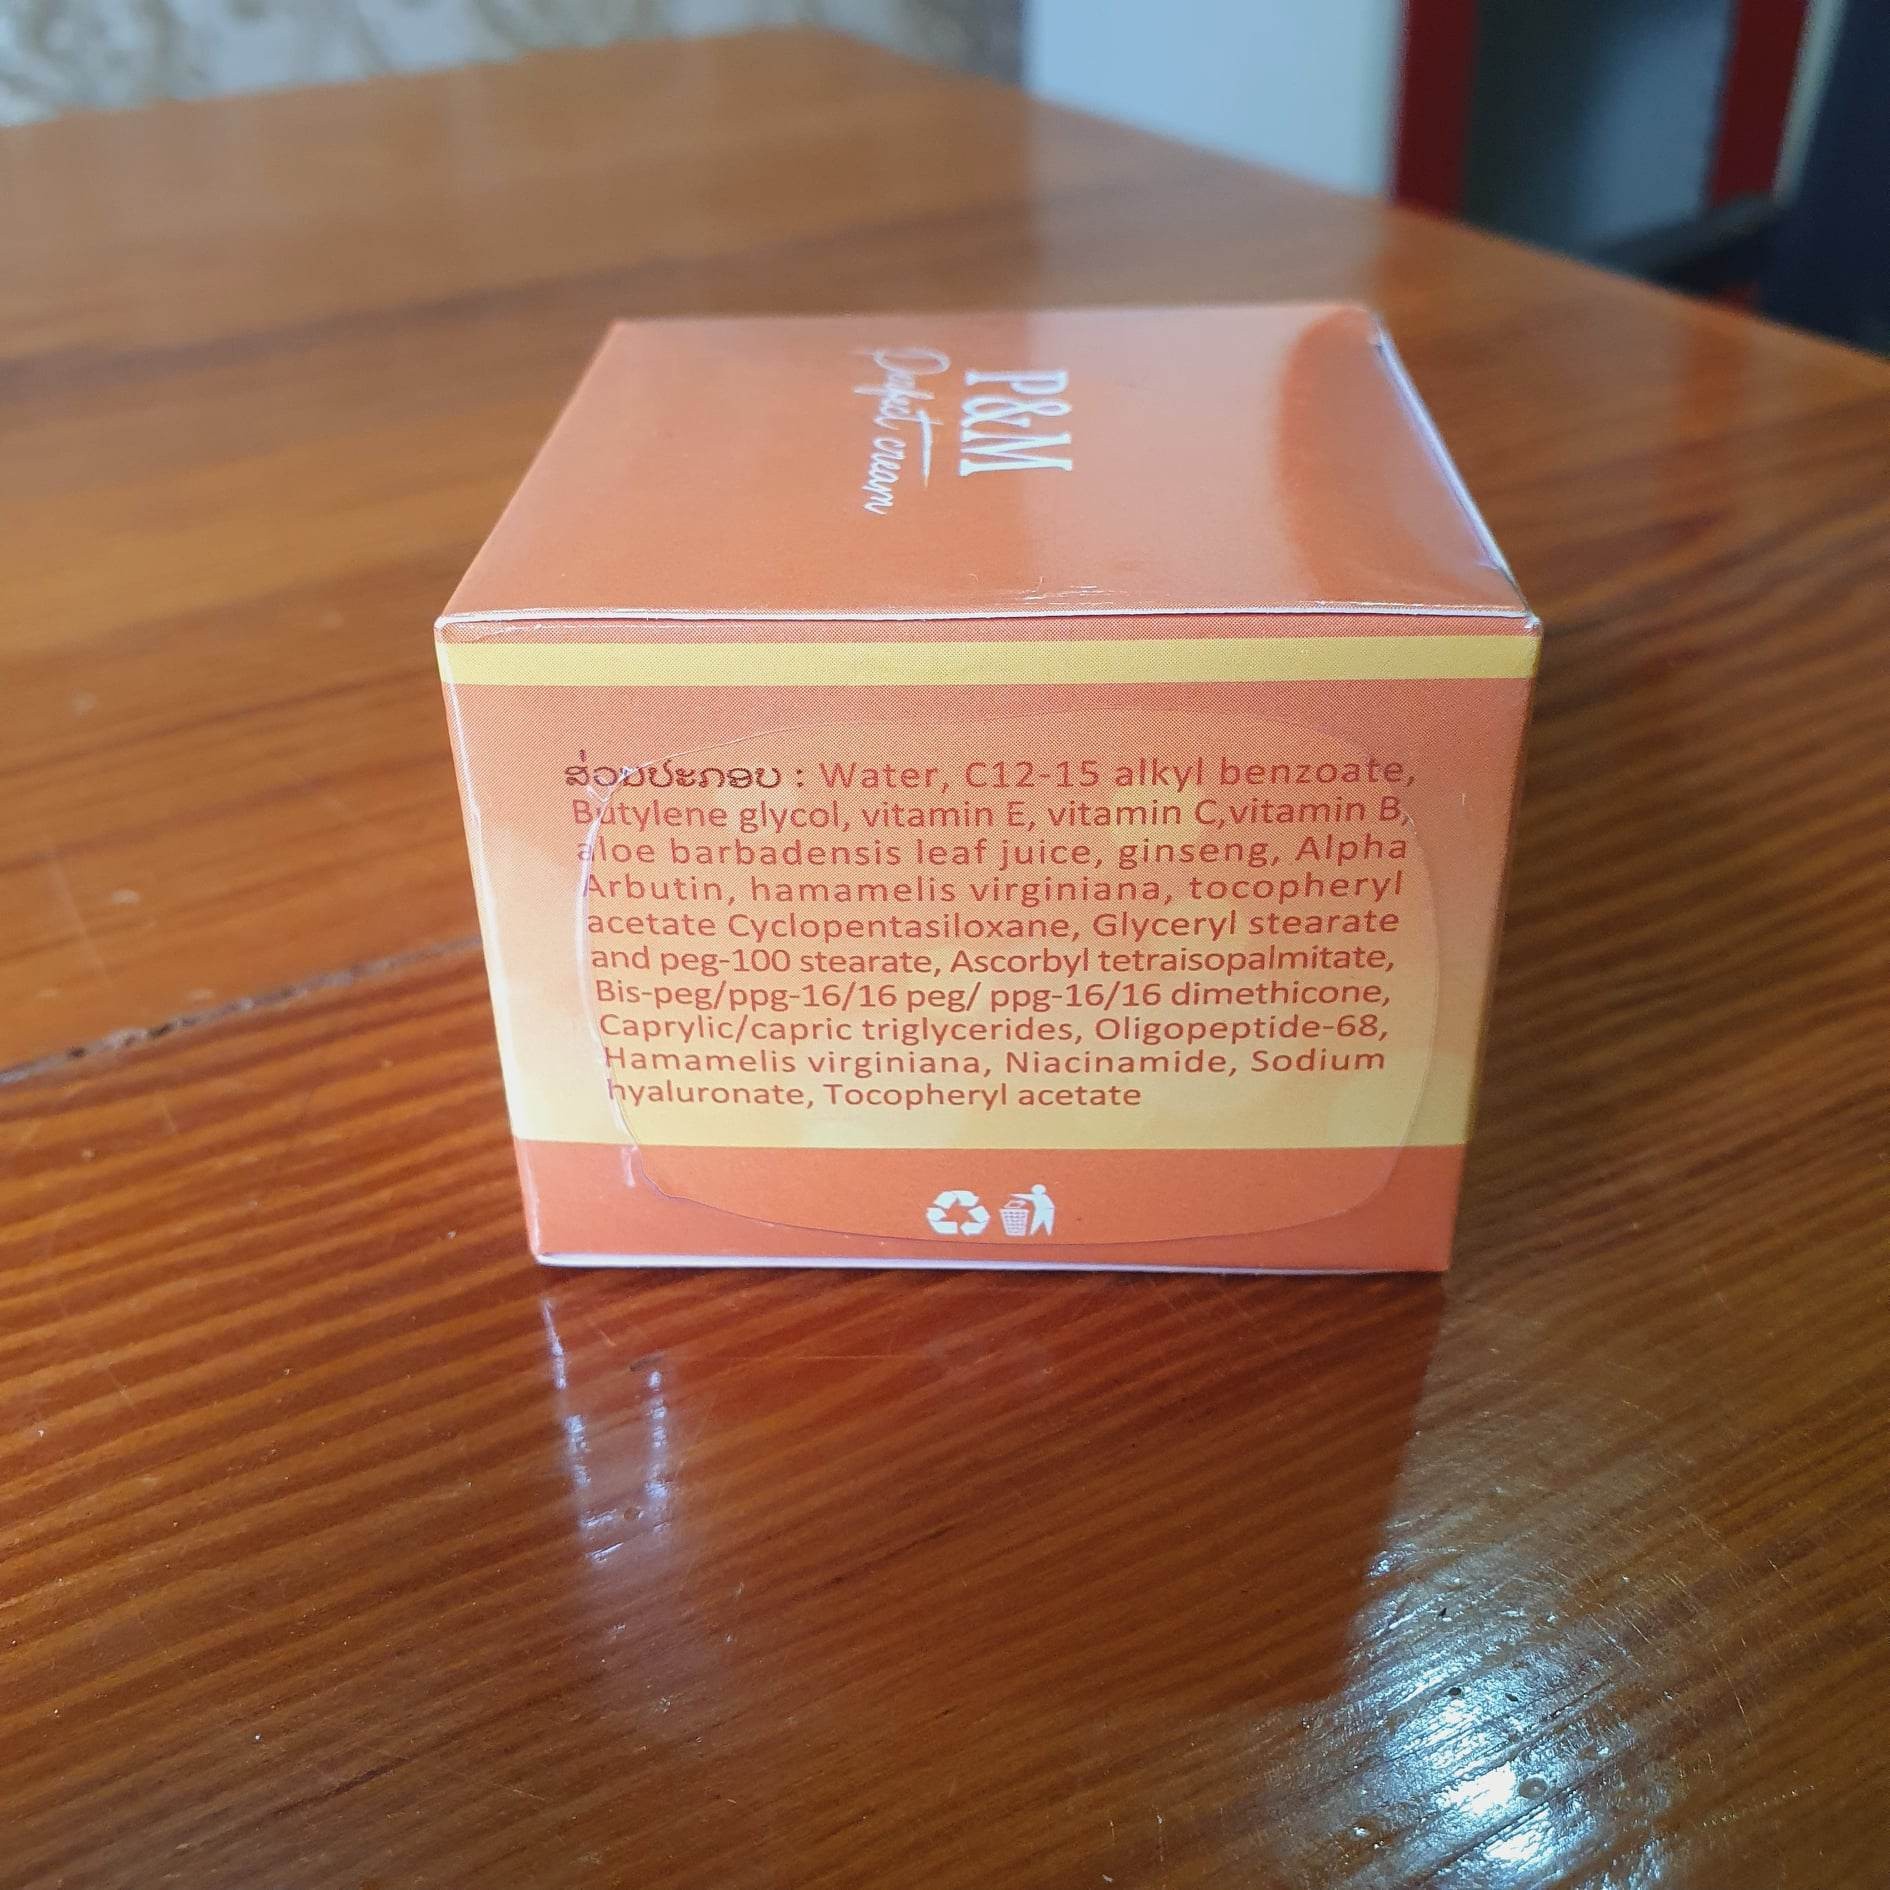 P&M
Perfect cream
ສ່ວນປະກອບ : Water, C12-15 alkyl benzoate,
Butylene glycol, vitamin E, vitamin C,vitamin B,
aloe barbadensis leaf juice, ginseng, Alpha
Arbutin, hamamelis virginiana, tocopheryl
acetate Cyclopentasiloxane, Glyceryl stearate
and peg-100 stearate, Ascorbyl tetraisopalmitate,
Bis-peg/ppg-16/16 peg/ ppg-16/16 dimethicone,
Caprylic/capric triglycerides, Oligopeptide-68,
Hamamelis virginiana, Niacinamide, Sodium
hyaluronate, Tocopheryl acetate